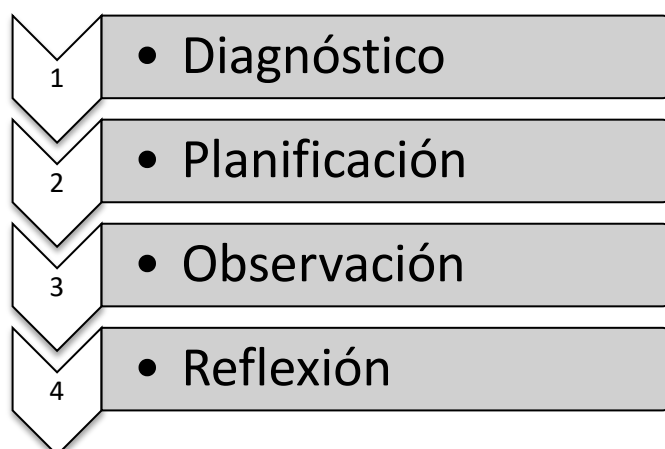 1
• Diagnóstico
2
• Planificación
3
• Observación
4
• Reflexión